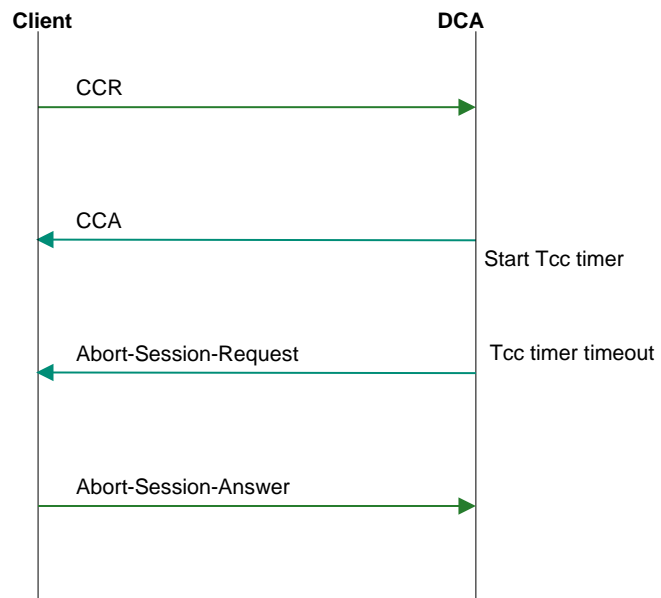 Client
DCA
CCR
CCA
Start Tcc timer
Abort-Session-Request
Tcc timer timeout
Abort-Session-Answer